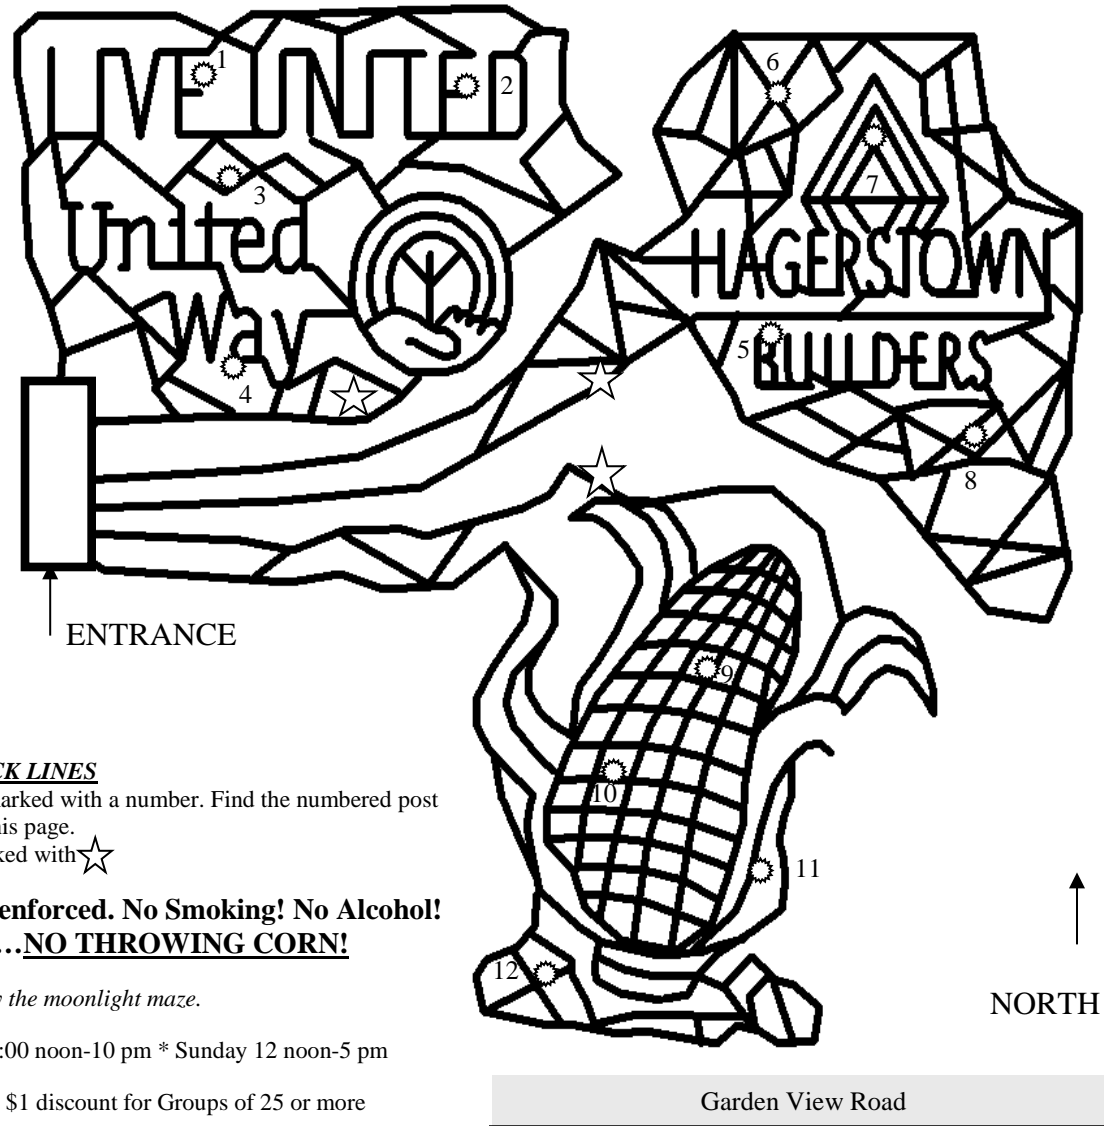 LIVE UNITED
1
2
3
United
Way
4
6
7
HAGERSTOWN
5
BUILDERS
8
ENTRANCE
9
10
11
12
CK LINES
arked with a number. Find the numbered post
his page.
ked with
enforced. No Smoking! No Alcohol!
…NO THROWING CORN!
the moonlight maze.
:00 noon-10 pm * Sunday 12 noon-5 pm
$1 discount for Groups of 25 or more
NORTH
Garden View Road